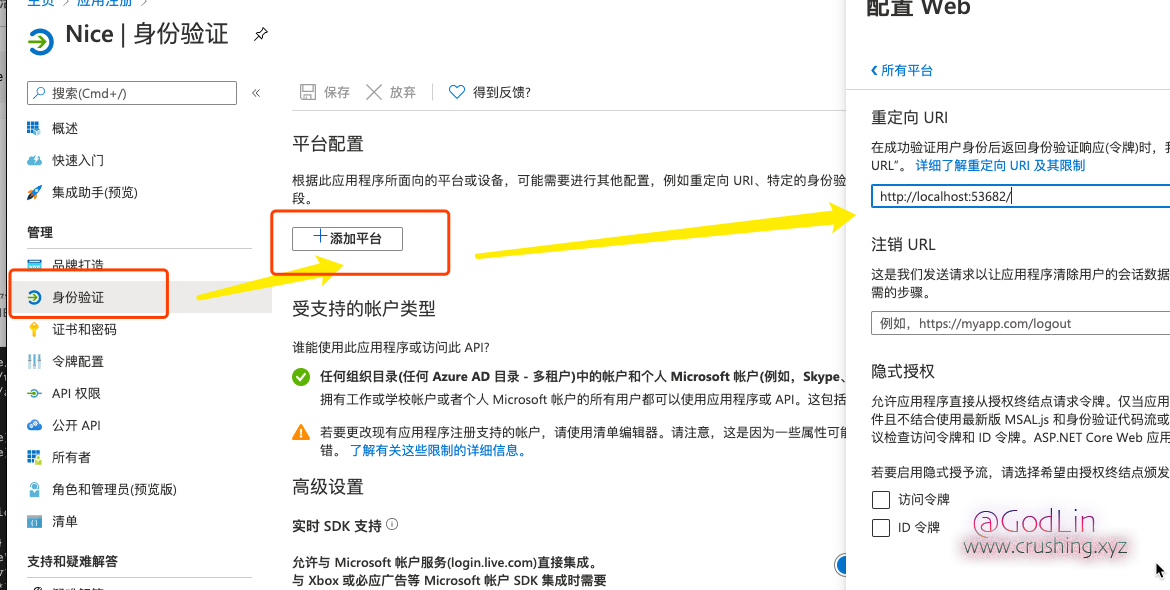 主页 > 应用注册 >
Nice | 身份验证
搜索(Cmd+/)
«
概述
快速入门
集成助手(预览)
管理
品牌打造
身份验证
证书和密码
令牌配置
API 权限
公开 API
所有者
角色和管理员(预览版)
清单
支持和疑难解答
保存
放弃
得到反馈?
平台配置
根据此应用程序所面向的平台或设备，可能需要进行其他配置，例如重定向 URI、特定的身份验
段。
+ 添加平台
受支持的帐户类型
谁能使用此应用程序或访问此 API?
任何组织目录(任何 Azure AD 目录 - 多租户)中的帐户和个人 Microsoft 帐户(例如，Skype、
拥有工作或学校帐户或者个人 Microsoft 帐户的所有用户都可以使用应用程序或 API。这包括
若要更改现有应用程序注册支持的帐户，请使用清单编辑器。请注意，这是因为一些属性可能
错。 了解有关这些限制的详细信息。
高级设置
实时 SDK 支持
允许与 Microsoft 帐户服务(login.live.com)直接集成。
与 Xbox 或必应广告等 Microsoft 帐户 SDK 集成时需要
配置 Web
所有平台
重定向 URI
在成功验证用户身份后返回身份验证响应(令牌)时，我
URL”。 详细了解重定向 URI 及其限制
http://localhost:53682/
注销 URL
这是我们发送请求以让应用程序清除用户的会话数据
需的步骤。
例如，https://myapp.com/logout
隐式授权
允许应用程序直接从授权终结点请求令牌。仅当应用
件且不结合使用最新版 MSAL.js 和身份验证代码流或
议检查访问令牌和 ID 令牌。ASP.NET Core Web 应用
若要启用隐式授予流，请选择希望由授权终结点颁发
访问令牌
ID 令牌
@GodLin
www.crushing.xyz